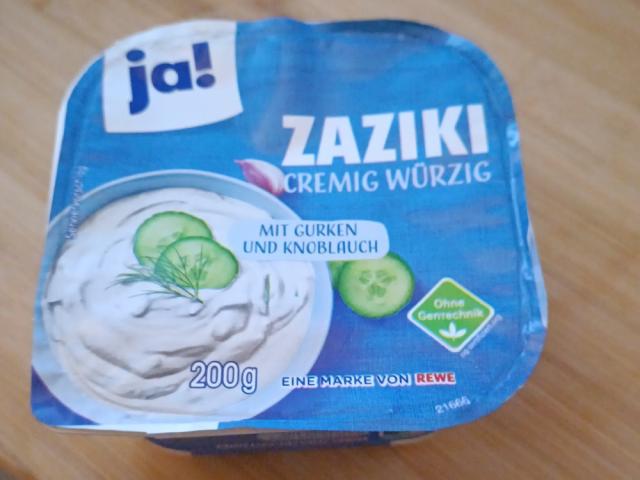 ja!
ZAZIKI
CREMIG WÜRZIG
MIT GURKEN
UND KNOBLAUCH
Ohne
Gentechnik
200g
EINE MARKE VON REWE
21666